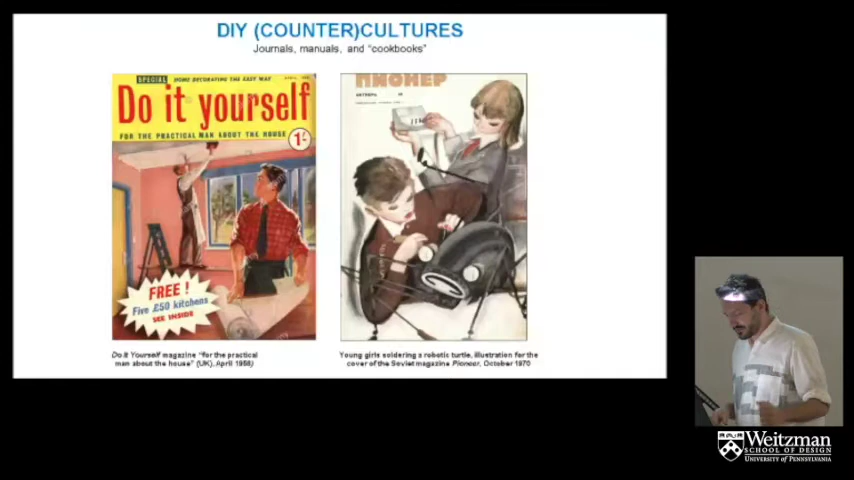 DIY (COUNTER)CULTURES
Journals, manuals, and "cookbooks"
SPECIAL HOME DECORATING THE EASY WAY APRIL
Do it yourself
FOR THE PRACTICAL MAN ABOUT THE HOUSE
1/-
FREE!
Five £50 kitchens
SEE INSIDE
Do It Yourself magazine "for the practical
man about the house" (UK), April 1958)
ПИОНЕР
Young girls soldering a robotic turtle, illustration for the
cover of the Soviet magazine Pioneer, October 1970
Weitzman
SCHOOL OF DESIGN
UNIVERSITY OF PENNSYLVANIA